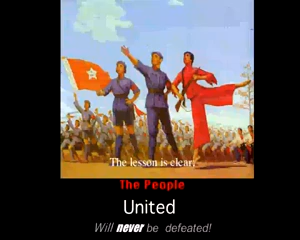 The lesson is clear,
The People
United
Will never be defeated!